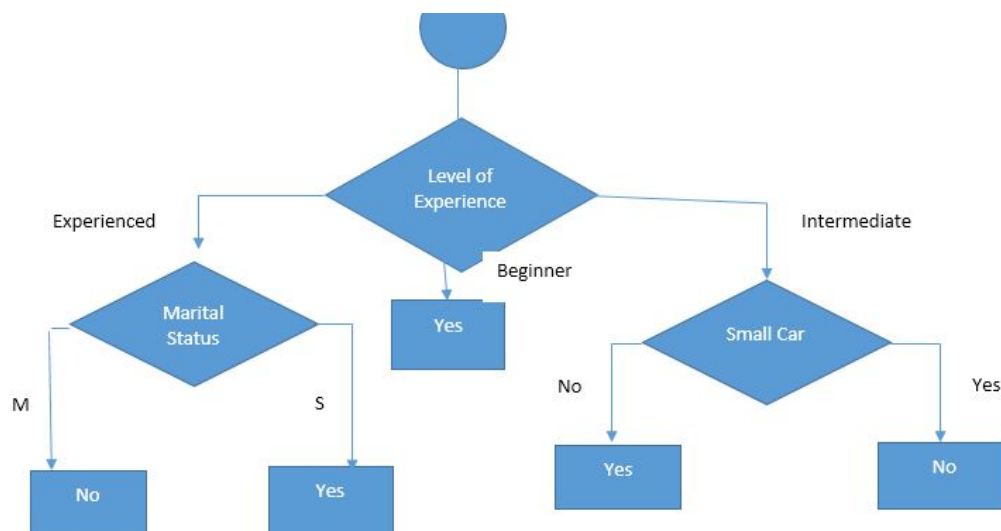 Level of
Experience
Experienced
Intermediate
Beginner
Marital
Status
Yes
Small Car
M
S
No
Yes
No
Yes
Yes
No